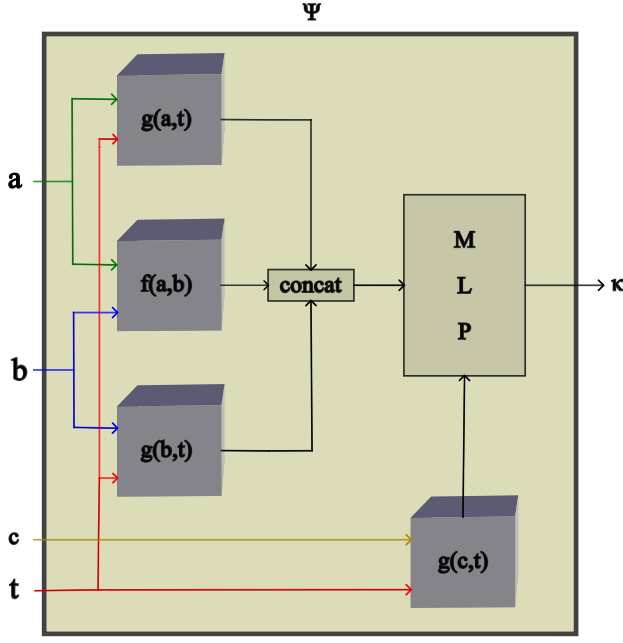 Ψ
a
b
c
t
g(a,t)
f(a,b)
g(b,t)
concat
M
L
P
g(c,t)
κ